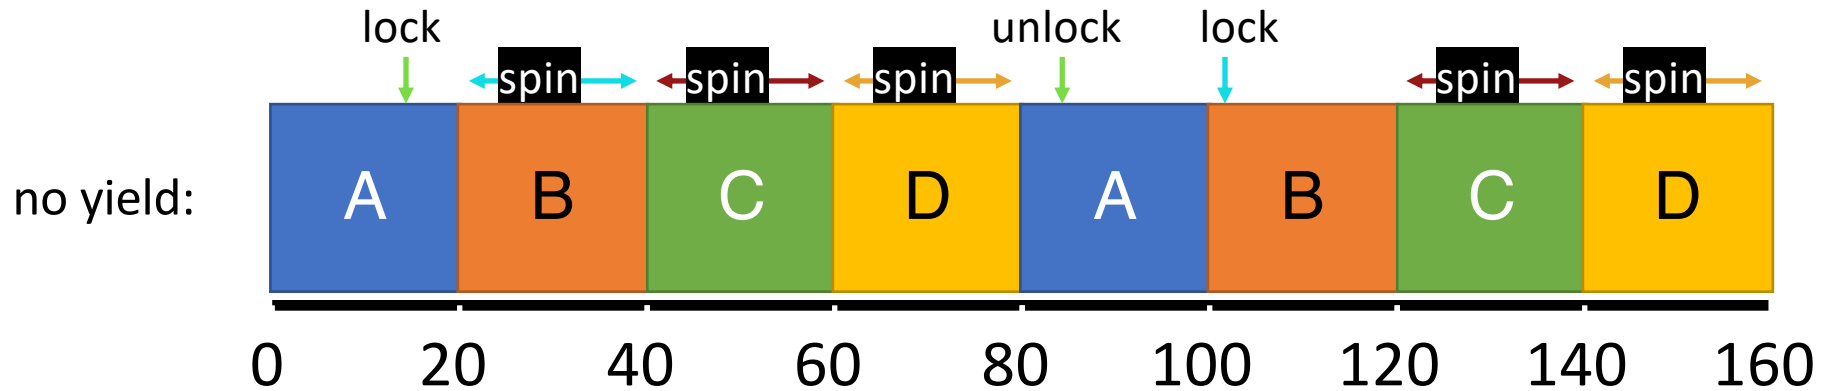 lock unlock lock
spin spin spin spin spin
no yield: A B C D A B C D
0 20 40 60 80 100 120 140 160